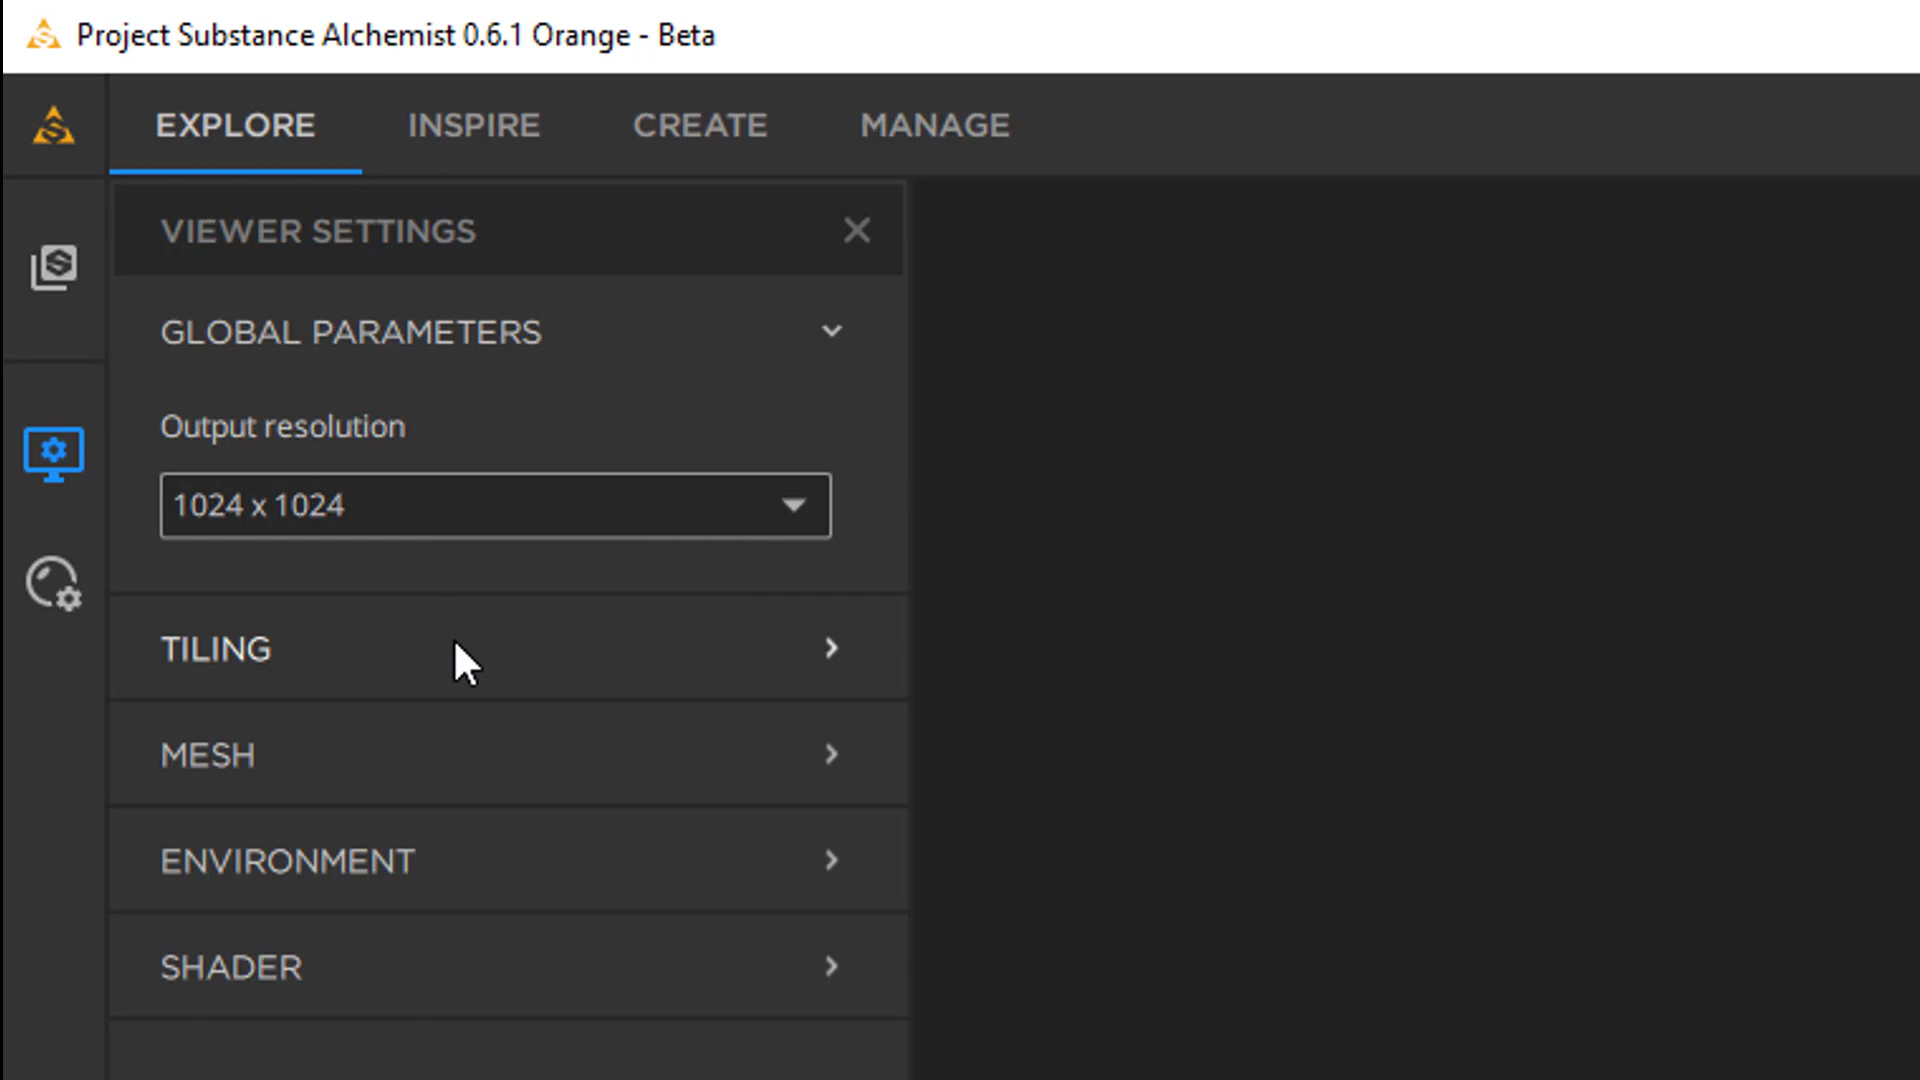 Project Substance Alchemist 0.6.1 Orange - Beta
EXPLORE INSPIRE CREATE MANAGE
VIEWER SETTINGS
GLOBAL PARAMETERS
Output resolution
1024 x 1024
TILING
MESH
ENVIRONMENT
SHADER